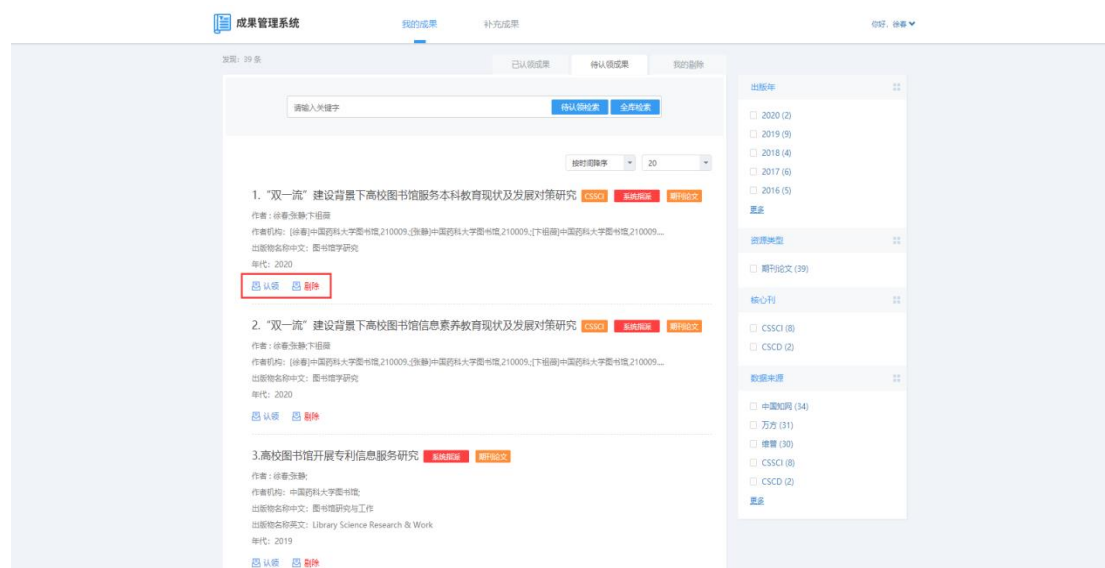 成果管理系统
我的成果
补充成果
你好，徐春
发现：39 条
已认领成果
待认领成果
我的剔除
请输入关键字
待认领检索
全库检索
按时间降序
20
1.“双一流”建设背景下高校图书馆服务本科教育现状及发展对策研究 CSSCI 系统指派 期刊论文
作者：徐春;张静;卞祖薇
作者机构：[徐春]中国药科大学图书馆,210009.;[张静]中国药科大学图书馆,210009.;[卞祖薇]中国药科大学图书馆,210009....
出版物名称中文：图书馆学研究
年代：2020
认领 剔除
2.“双一流”建设背景下高校图书馆信息素养教育现状及发展对策研究 CSSCI 系统指派 期刊论文
作者：徐春;张静;卞祖薇
作者机构：[徐春]中国药科大学图书馆,210009.;[张静]中国药科大学图书馆,210009.;[卞祖薇]中国药科大学图书馆,210009....
出版物名称中文：图书馆学研究
年代：2020
认领 剔除
3.高校图书馆开展专利信息服务研究 系统指派 期刊论文
作者：徐春;张静;
作者机构：中国药科大学图书馆;
出版物名称中文：图书馆研究与工作
出版物名称英文：Library Science Research & Work
年代：2019
认领 剔除
出版年
2020 (2)
2019 (9)
2018 (4)
2017 (6)
2016 (5)
更多
资源类型
期刊论文 (39)
核心刊
CSSCI (8)
CSCD (2)
数据来源
中国知网 (34)
万方 (31)
维普 (30)
CSSCI (8)
CSCD (2)
更多